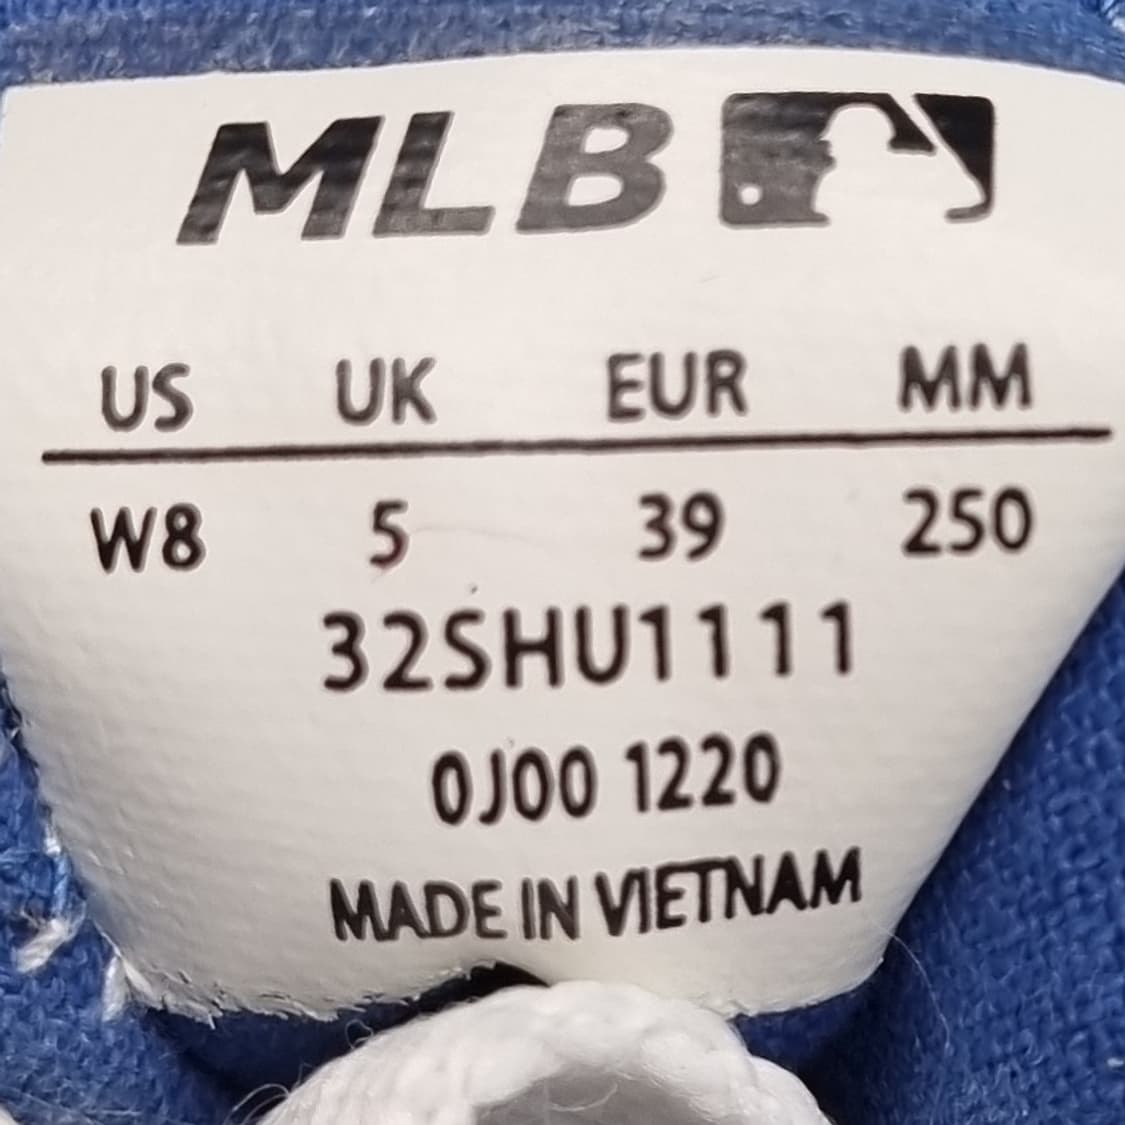 MLB
US UK EUR MM
W8 5 39 250
32SHU1111
0J00 1220
MADE IN VIETNAM